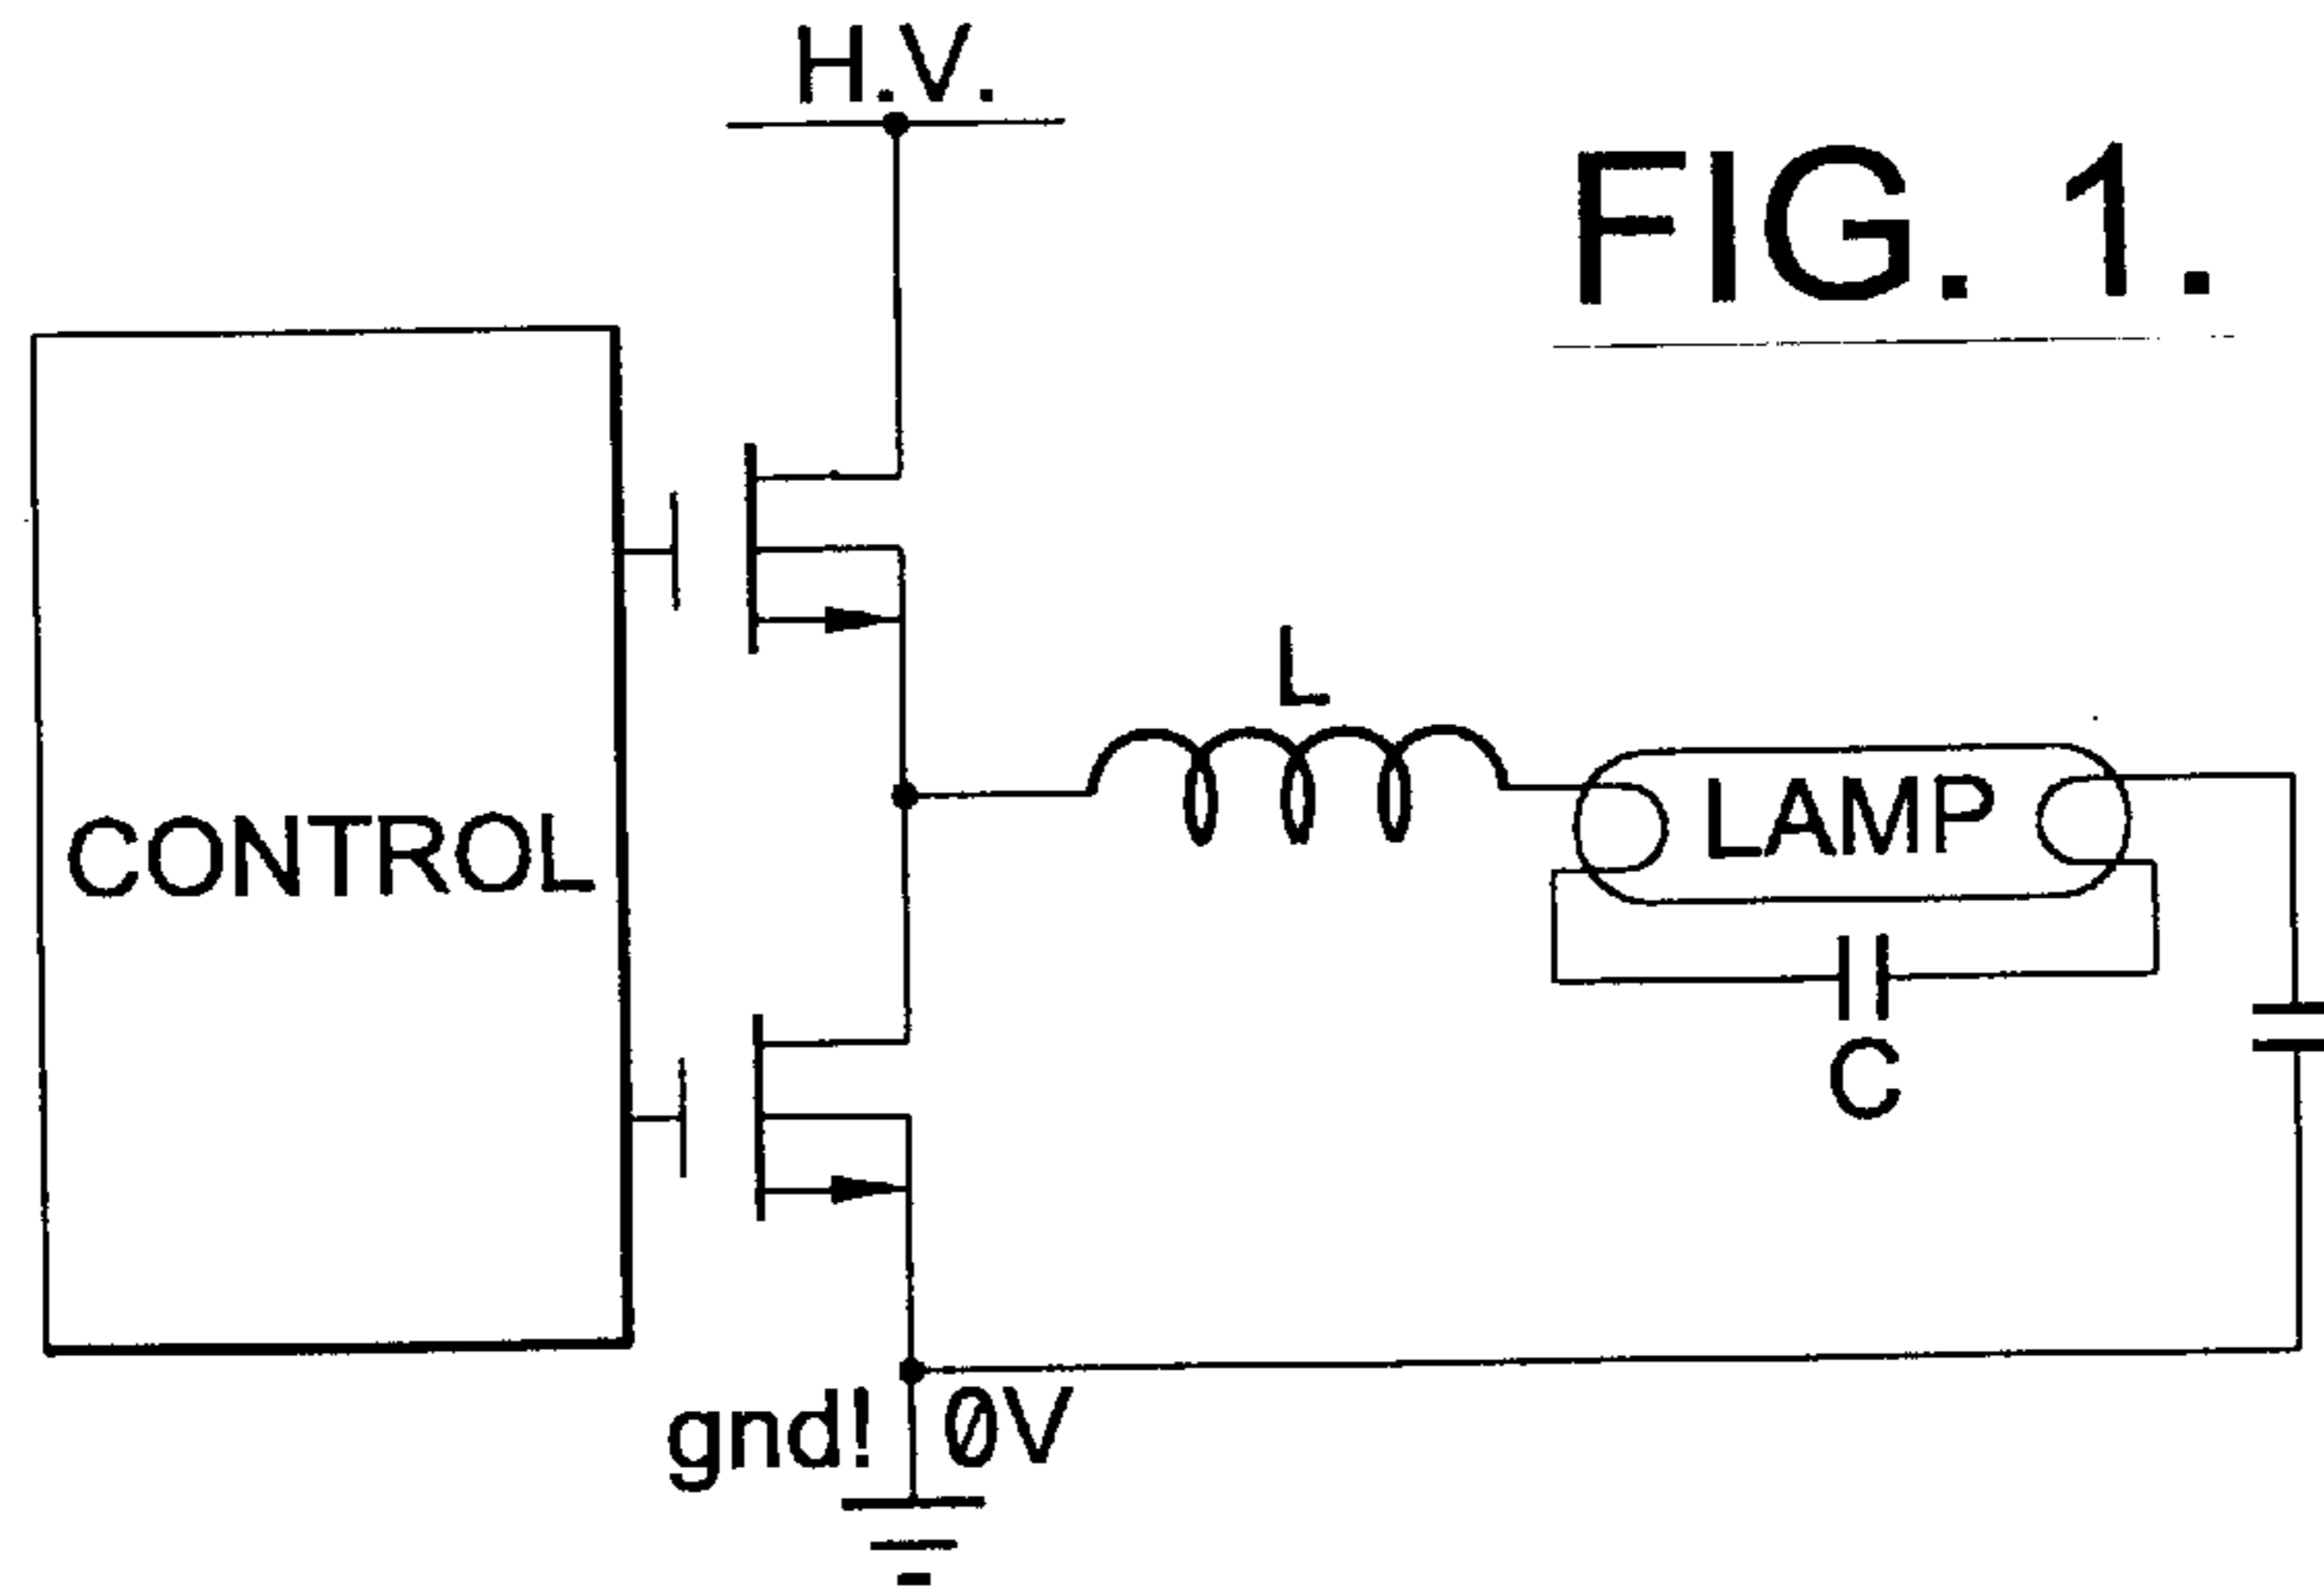 H.V.
FIG. 1.
L
CONTROL
LAMP
C
gnd! 0V